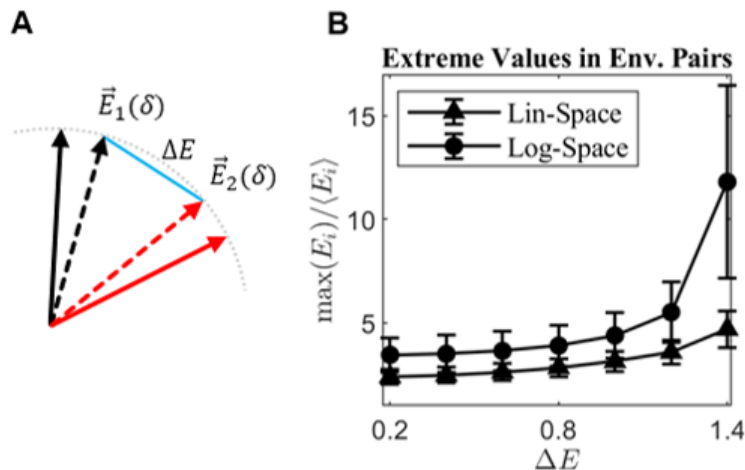 A
E⃗₁(δ)
ΔE
E⃗₂(δ)
B
Extreme Values in Env. Pairs
Lin-Space
Log-Space
max(Eᵢ)/⟨Eᵢ⟩
15
10
5
0.2
0.8
1.4
ΔE